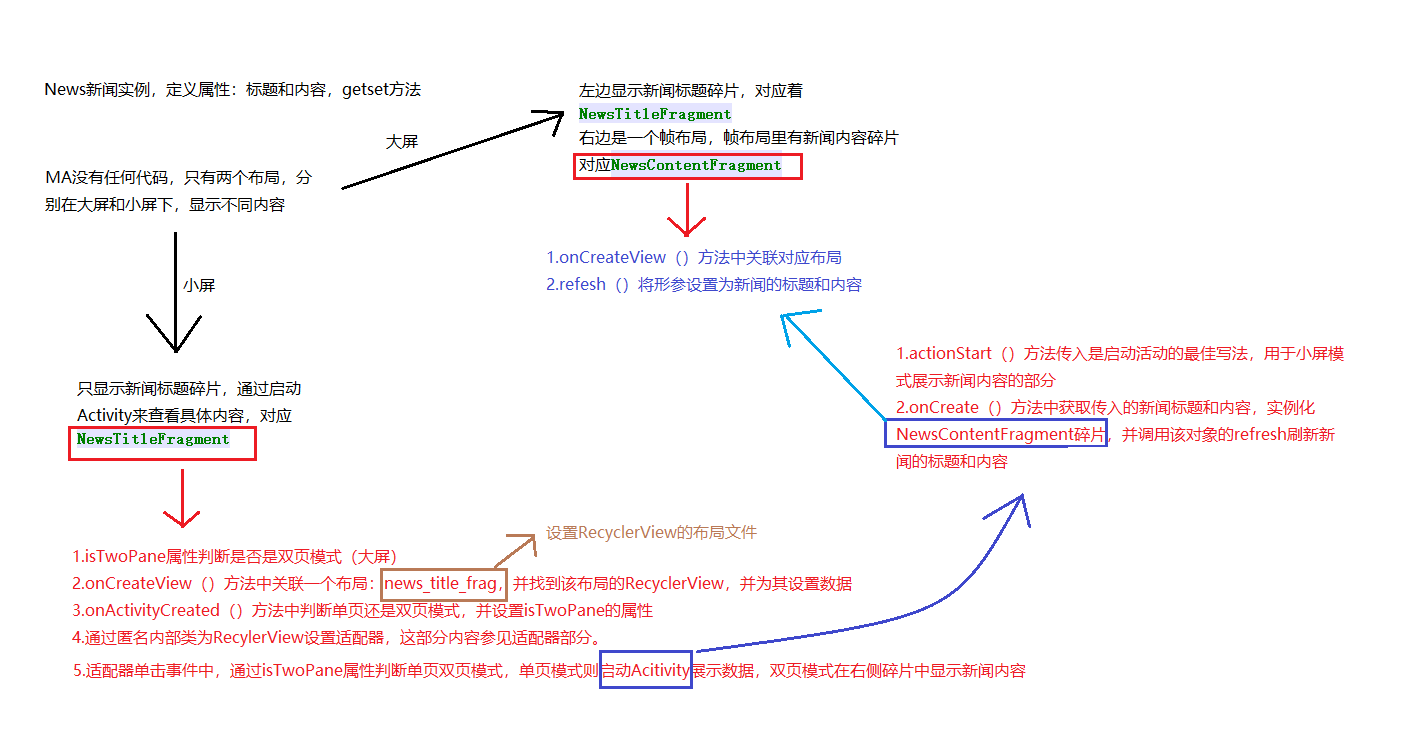 News新闻实例，定义属性：标题和内容，getset方法
大屏
左边显示新闻标题碎片，对应着
NewsTitleFragment
右边是一个帧布局，帧布局里有新闻内容碎片
对应NewsContentFragment
MA没有任何代码，只有两个布局，分
别在大屏和小屏下，显示不同内容
小屏
1.onCreateView（）方法中关联对应布局
2.refesh（）将形参设置为新闻的标题和内容
只显示新闻标题碎片，通过启动
Activity来查看具体内容，对应
NewsTitleFragment
1.actionStart（）方法传入是启动活动的最佳写法，用于小屏模
式展示新闻内容的部分
2.onCreate（）方法中获取传入的新闻标题和内容，实例化
NewsContentFragment碎片，并调用该对象的refresh刷新新
闻的标题和内容
设置RecyclerView的布局文件
1.isTwoPane属性判断是否是双页模式（大屏）
2.onCreateView（）方法中关联一个布局：news_title_frag，并找到该布局的RecyclerView，并为其设置数据
3.onActivityCreated（）方法中判断单页还是双页模式，并设置isTwoPane的属性
4.通过匿名内部类为RecylerView设置适配器，这部分内容参见适配器部分。
5.适配器单击事件中，通过isTwoPane属性判断单页双页模式，单页模式则启动Acitivity展示数据，双页模式在右侧碎片中显示新闻内容